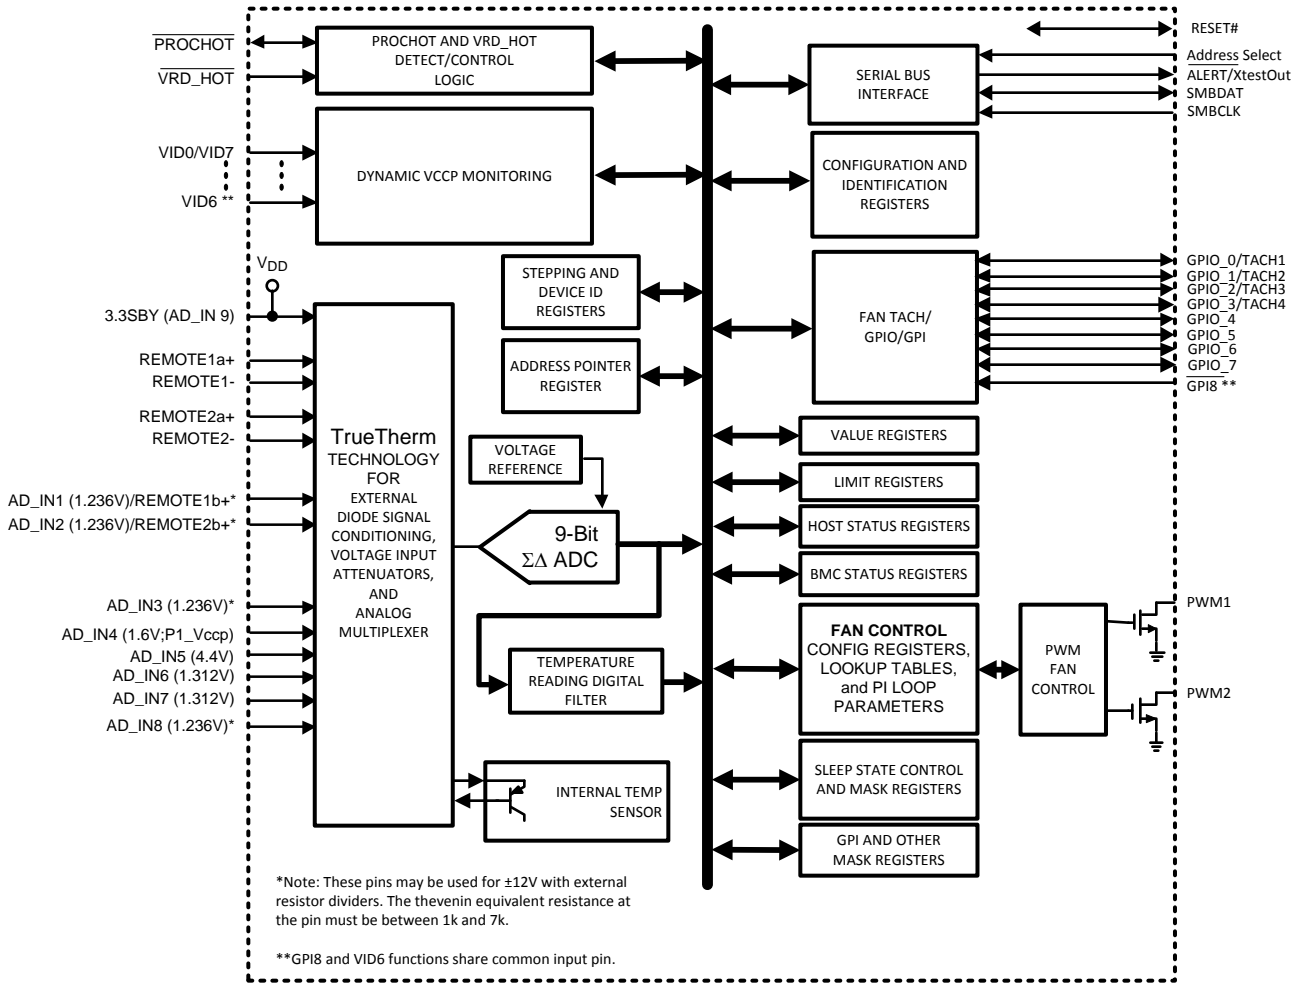 PROCHOT
VRD_HOT
VID0/VID7
VID6 **
VDD
3.3SBY (AD_IN 9)
REMOTE1a+
REMOTE1-
REMOTE2a+
REMOTE2-
AD_IN1 (1.236V)/REMOTE1b+*
AD_IN2 (1.236V)/REMOTE2b+*
AD_IN3 (1.236V)*
AD_IN4 (1.6V;P1_Vccp)
AD_IN5 (4.4V)
AD_IN6 (1.312V)
AD_IN7 (1.312V)
AD_IN8 (1.236V)*
PROCHOT AND VRD_HOT
DETECT/CONTROL
LOGIC
DYNAMIC VCCP MONITORING
STEPPING AND
DEVICE ID
REGISTERS
ADDRESS POINTER
REGISTER
TrueTherm
TECHNOLOGY
FOR
EXTERNAL
DIODE SIGNAL
CONDITIONING,
VOLTAGE INPUT
ATTENUATORS,
AND
ANALOG
MULTIPLEXER
VOLTAGE
REFERENCE
9-Bit
ΣΔ ADC
TEMPERATURE
READING DIGITAL
FILTER
INTERNAL TEMP
SENSOR
SERIAL BUS
INTERFACE
CONFIGURATION AND
IDENTIFICATION
REGISTERS
FAN TACH/
GPIO/GPI
VALUE REGISTERS
LIMIT REGISTERS
HOST STATUS REGISTERS
BMC STATUS REGISTERS
FAN CONTROL
CONFIG REGISTERS,
LOOKUP TABLES,
and PI LOOP
PARAMETERS
PWM
FAN
CONTROL
SLEEP STATE CONTROL
AND MASK REGISTERS
GPI AND OTHER
MASK REGISTERS
RESET#
Address Select
ALERT/XtestOut
SMBDAT
SMBCLK
GPIO_0/TACH1
GPIO_1/TACH2
GPIO_2/TACH3
GPIO_3/TACH4
GPIO_4
GPIO_5
GPIO_6
GPIO_7
GPI8 **
PWM1
PWM2
*Note: These pins may be used for ±12V with external
resistor dividers. The thevenin equivalent resistance at
the pin must be between 1k and 7k.
**GPI8 and VID6 functions share common input pin.